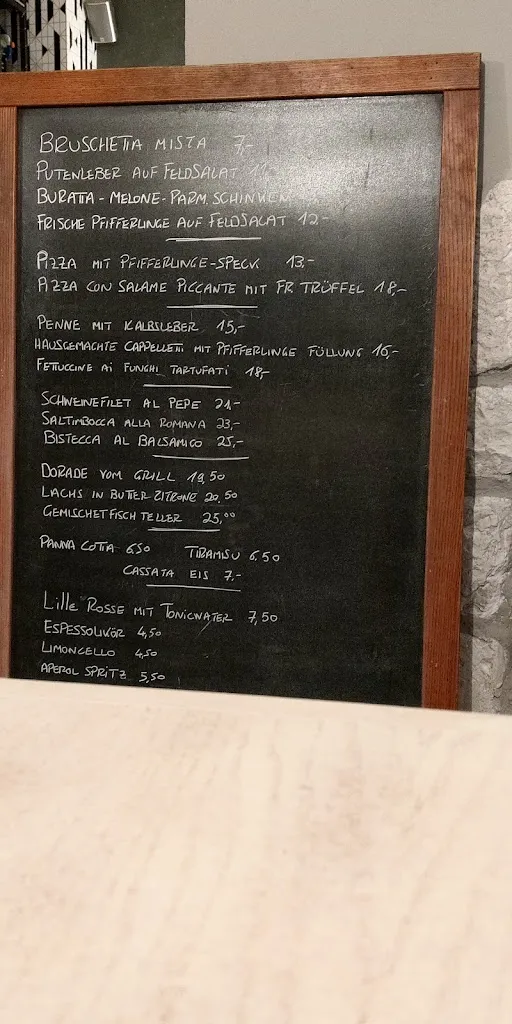 BRUSCHETTA MISTA 7,-
PUTENLEBER AUF FELDSALAT
BURATTA - MELONE - PARM. SCHINKEN
FRISCHE PFIFFERLINGE AUF FELDSALAT 12-
PIZZA MIT PFIFFERLINGE-SPECK 13,-
PIZZA CON SALAME PICCANTE MIT FR. TRÜFFEL 18,-
PENNE MIT KALBSLEBER 15,-
HAUSGEMACHTE CAPPELLETTI MIT PFIFFERLINGE FÜLLUNG 16,-
FETTUCCINE AI FUNGHI TARTUFATI 18,-
SCHWEINEFILET AL PEPE 21,-
SALTIMBOCCA ALLA ROMANA 23,-
BISTECCA AL BALSAMICO 25,-
DORADE VOM GRILL 19,50
LACHS IN BUTTER ZITRONE 20,50
GEMISCHETFISCH TELLER 25,00
PANNA COTTA 6,50 TIRAMISU 6,50
CASSATA EIS 7,-
Lille ROSSE MIT TONICWATER 7,50
ESPESSOLIKÖR 4,50
LIMONCELLO 4,50
APEROL SPRITZ 5,50